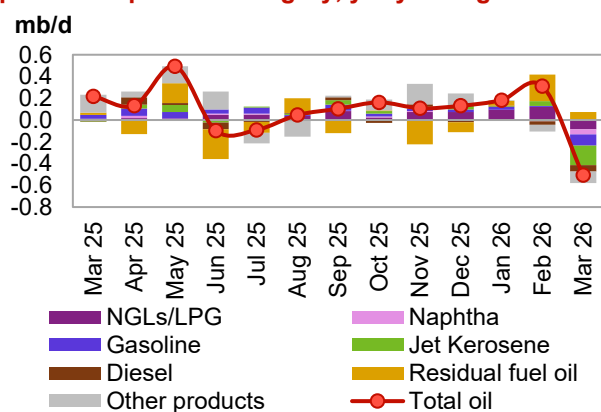 mb/d
0.6
0.4
0.2
0.0
-0.2
-0.4
-0.6
-0.8
Mar 25 Apr 25 May 25 Jun 25 Jul 25 Aug 25 Sep 25 Oct 25 Nov 25 Dec 25 Jan 26 Feb 26 Mar 26
NGLs/LPG Naphtha
Gasoline Jet Kerosene
Diesel Residual fuel oil
Other products Total oil